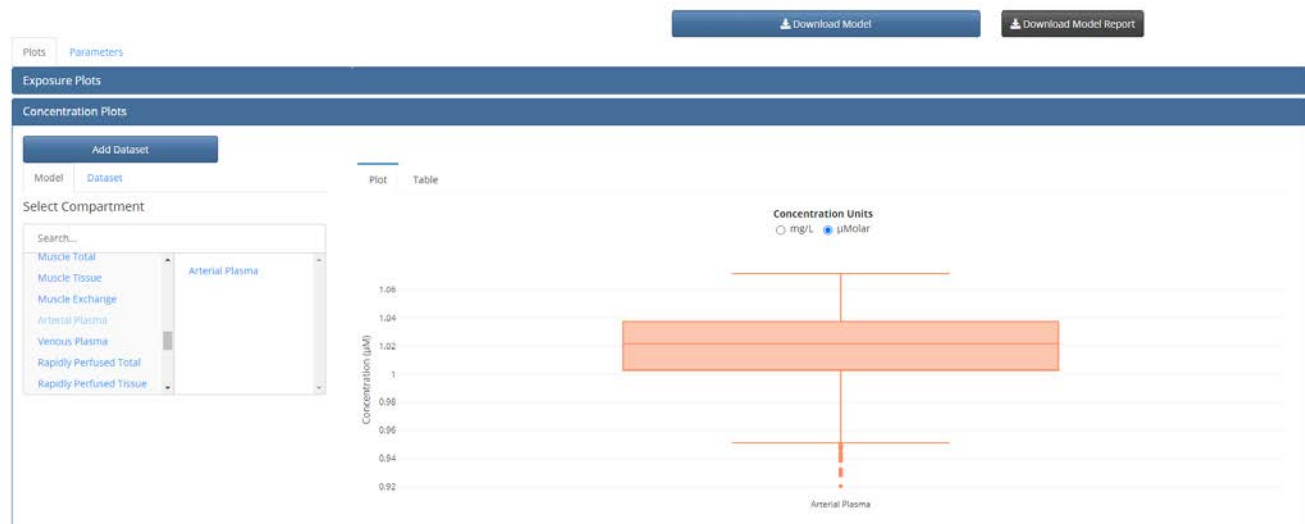 Download Model
Download Model Report
Plots
Parameters
Exposure Plots
Concentration Plots
Add Dataset
Model
Dataset
Select Compartment
Search...
Muscle Total
Muscle Tissue
Muscle Exchange
Arterial Plasma
Venous Plasma
Rapidly Perfused Total
Rapidly Perfused Tissue
Arterial Plasma
Plot
Table
Concentration Units
mg/L
µMolar
Concentration (µM)
1.06
1.04
1.02
1
0.98
0.96
0.94
0.92
Arterial Plasma